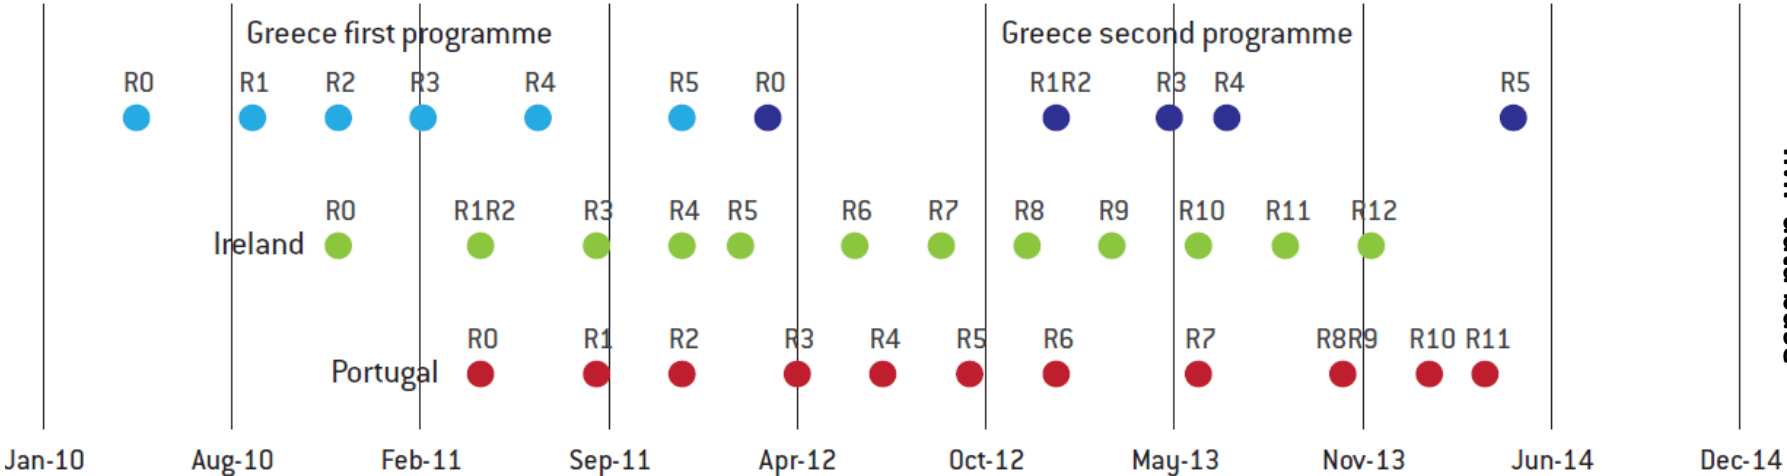 Greece first programme Greece second programme
R0 R1 R2 R3 R4 R5 R0 R1R2 R3 R4 R5
R0 R1R2 R3 R4 R5 R6 R7 R8 R9 R10 R11 R12
Ireland
R0 R1 R2 R3 R4 R5 R6 R7 R8R9 R10 R11
Portugal
Jan-10 Aug-10 Feb-11 Sep-11 Apr-12 Oct-12 May-13 Nov-13 Jun-14 Dec-14